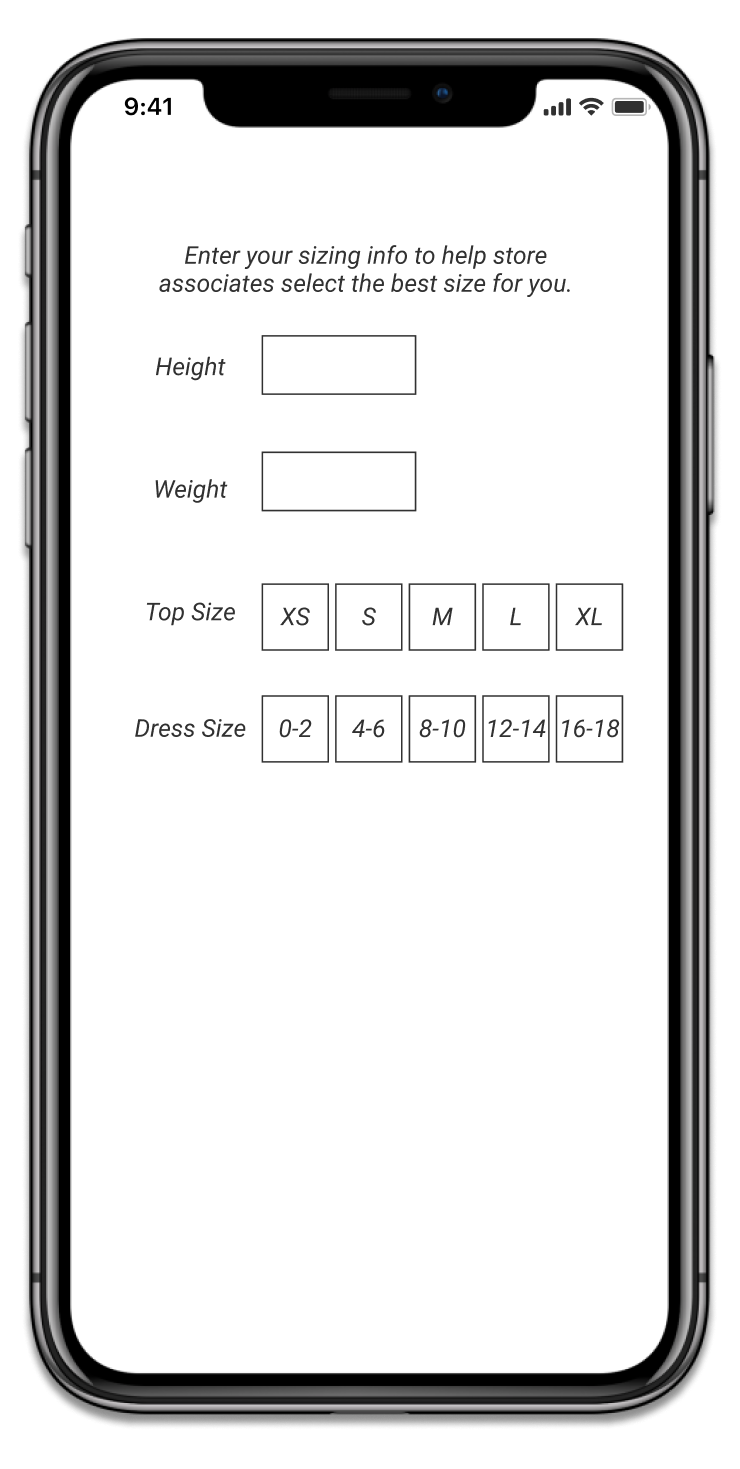 9:41
Enter your sizing info to help store
associates select the best size for you.
Height
Weight
Top Size XS S M L XL
Dress Size 0-2 4-6 8-10 12-14 16-18